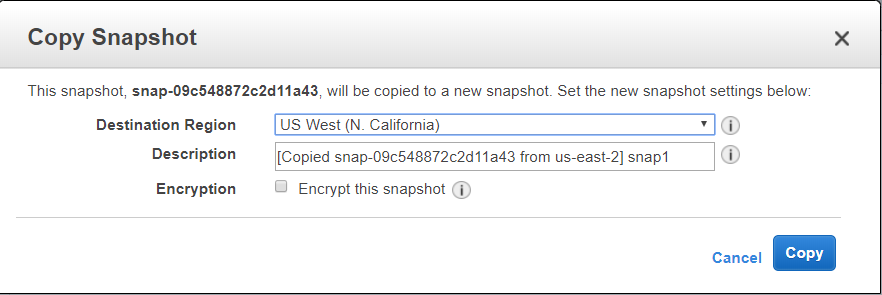 Copy Snapshot
This snapshot, snap-09c548872c2d11a43, will be copied to a new snapshot. Set the new snapshot settings below:
Destination Region US West (N. California)
Description [Copied snap-09c548872c2d11a43 from us-east-2] snap1
Encryption Encrypt this snapshot
Cancel Copy